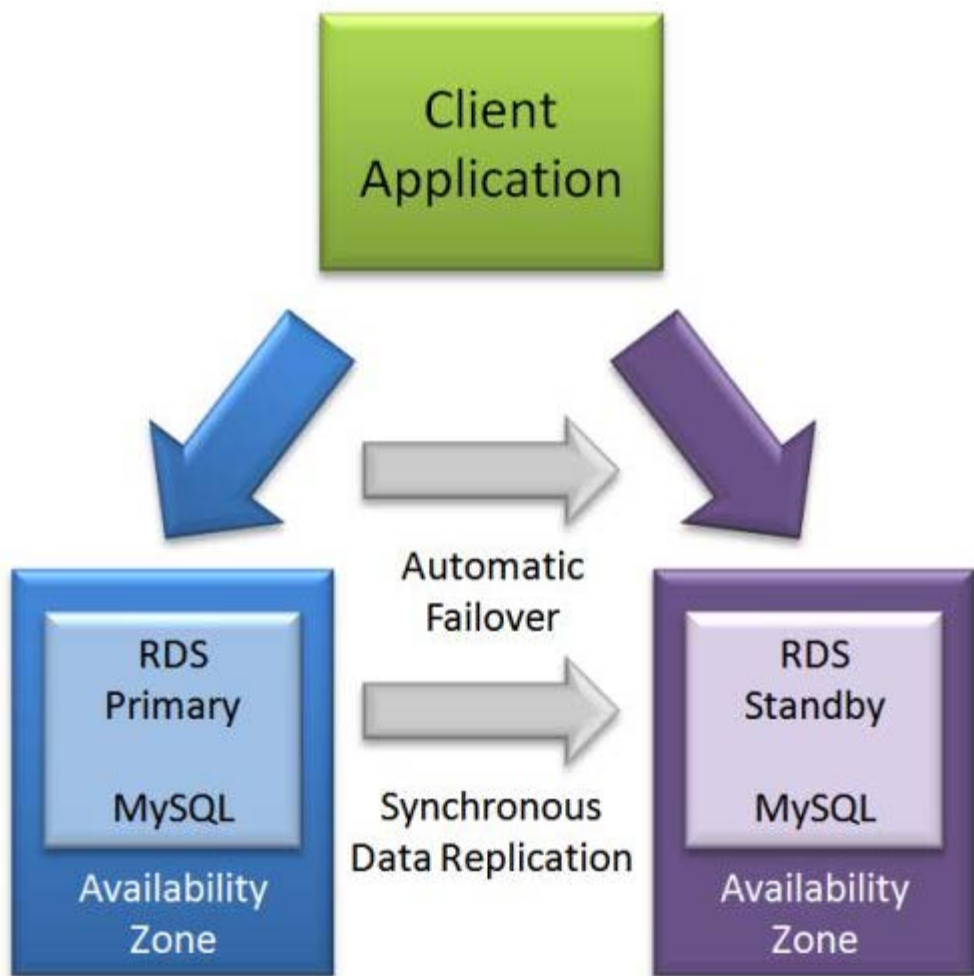 Client
Application
Automatic
Failover
RDS
Primary
MySQL
Availability
Zone
Synchronous
Data Replication
RDS
Standby
MySQL
Availability
Zone